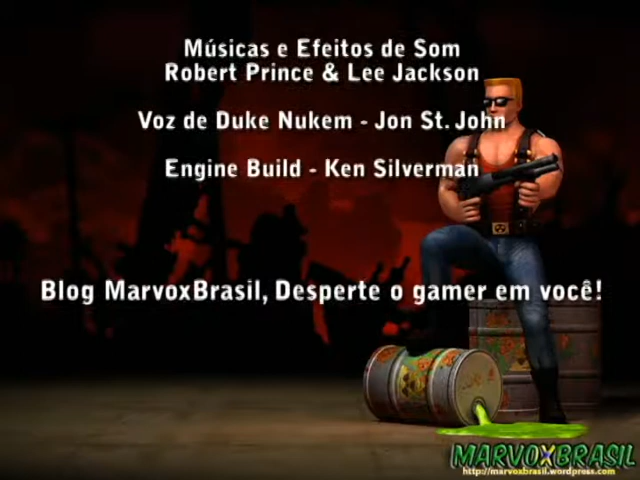 Músicas e Efeitos de Som
Robert Prince & Lee Jackson
Voz de Duke Nukem - Jon St. John
Engine Build - Ken Silverman
Blog MarvoxBrasil, Desperte o gamer em você!
MARVOXBRASIL
http://marvoxbrasil.wordpress.com